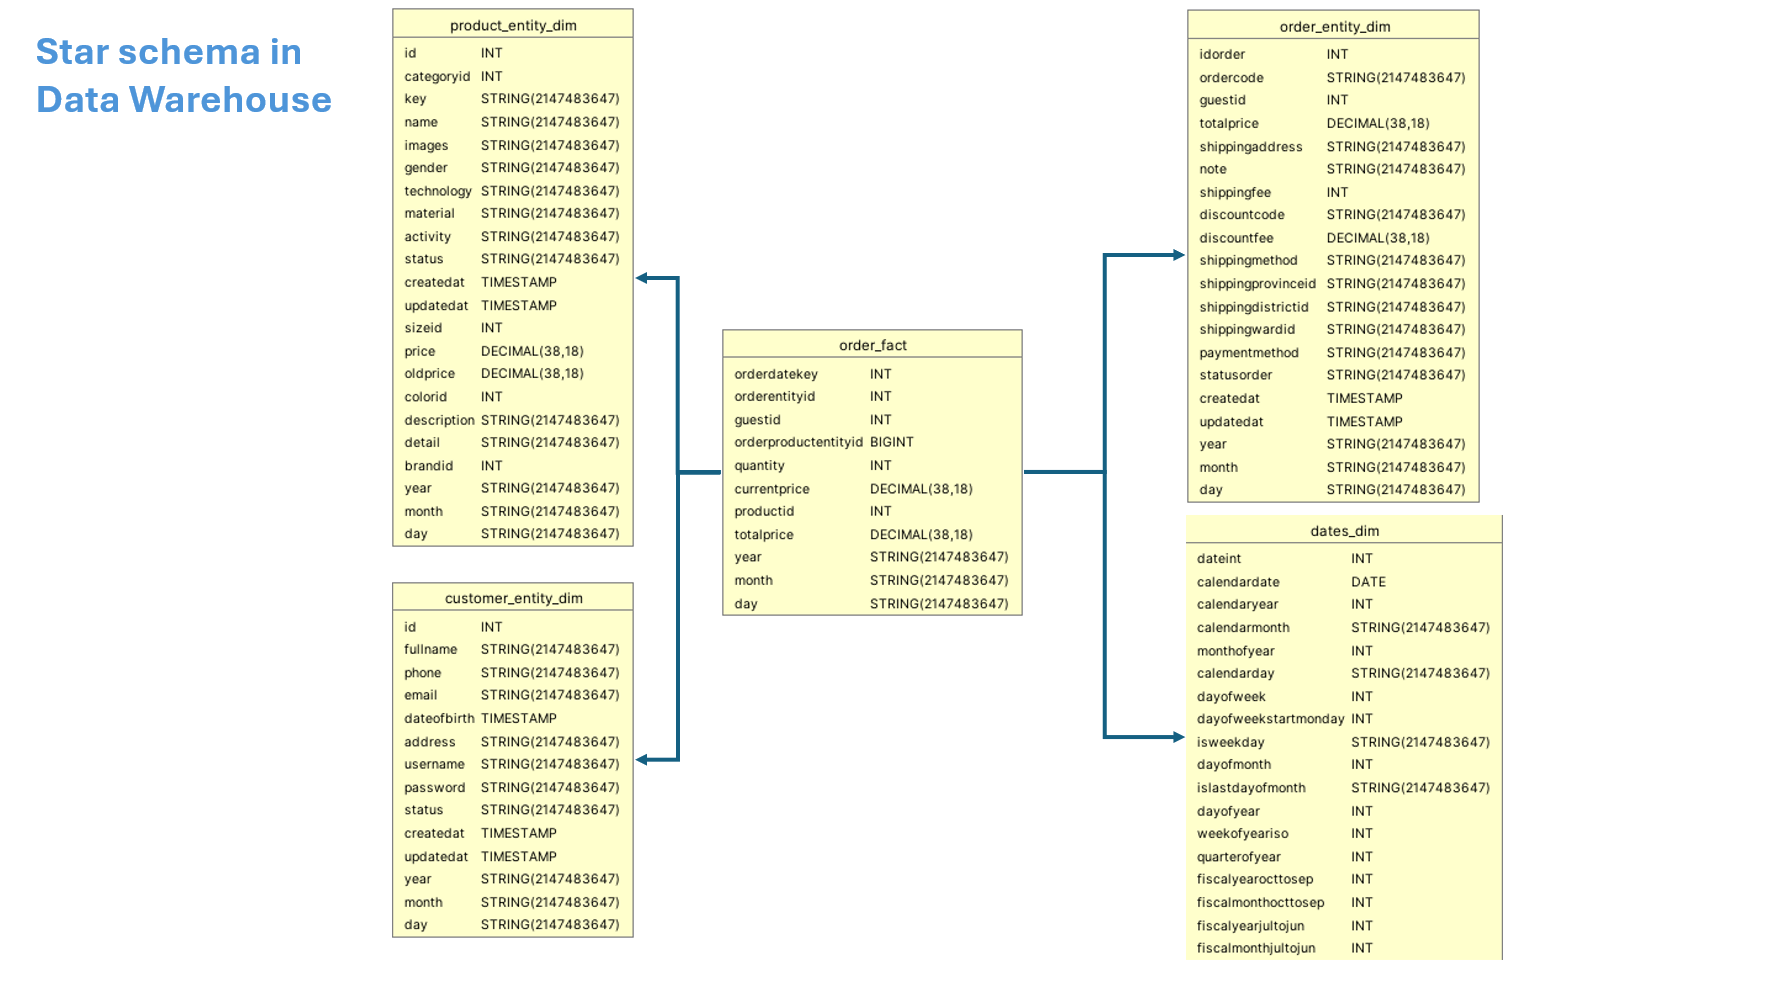 Star schema in
Data Warehouse
product_entity_dim
id INT
categoryid INT
key STRING(2147483647)
name STRING(2147483647)
images STRING(2147483647)
gender STRING(2147483647)
technology STRING(2147483647)
material STRING(2147483647)
activity STRING(2147483647)
status STRING(2147483647)
createdat TIMESTAMP
updatedat TIMESTAMP
sizeid INT
price DECIMAL(38,18)
oldprice DECIMAL(38,18)
colorid INT
description STRING(2147483647)
detail STRING(2147483647)
brandid INT
year STRING(2147483647)
month STRING(2147483647)
day STRING(2147483647)
customer_entity_dim
id INT
fullname STRING(2147483647)
phone STRING(2147483647)
email STRING(2147483647)
dateofbirth TIMESTAMP
address STRING(2147483647)
username STRING(2147483647)
password STRING(2147483647)
status STRING(2147483647)
createdat TIMESTAMP
updatedat TIMESTAMP
year STRING(2147483647)
month STRING(2147483647)
day STRING(2147483647)
order_fact
orderdatekey INT
orderentityid INT
guestid INT
orderproductentityid BIGINT
quantity INT
currentprice DECIMAL(38,18)
productid INT
totalprice DECIMAL(38,18)
year STRING(2147483647)
month STRING(2147483647)
day STRING(2147483647)
order_entity_dim
idorder INT
ordercode STRING(2147483647)
guestid INT
totalprice DECIMAL(38,18)
shippingaddress STRING(2147483647)
note STRING(2147483647)
shippingfee INT
discountcode STRING(2147483647)
discountfee DECIMAL(38,18)
shippingmethod STRING(2147483647)
shippingprovinceid STRING(2147483647)
shippingdistrictid STRING(2147483647)
shippingwardid STRING(2147483647)
paymentmethod STRING(2147483647)
statusorder STRING(2147483647)
createdat TIMESTAMP
updatedat TIMESTAMP
year STRING(2147483647)
month STRING(2147483647)
day STRING(2147483647)
dates_dim
dateint INT
calendardate DATE
calendaryear INT
calendarmonth STRING(2147483647)
monthofyear INT
calendarday STRING(2147483647)
dayofweek INT
dayofweekstartmonday INT
isweekday STRING(2147483647)
dayofmonth INT
islastdayofmonth STRING(2147483647)
dayofyear INT
weekofyeariso INT
quarterofyear INT
fiscalyearocttosep INT
fiscalmonthocttosep INT
fiscalyearjultojun INT
fiscalmonthjultojun INT